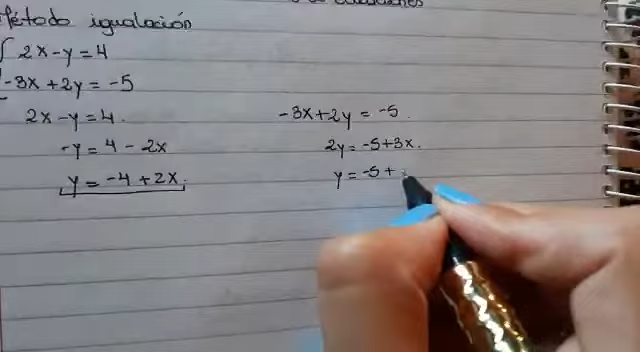 Método igualación
2x-y=4
-3x+2y=-5
2x-y=4.
-y=4-2x
y=-4+2x.
-3x+2y=-5.
2y=-5+3x.
y=-5+